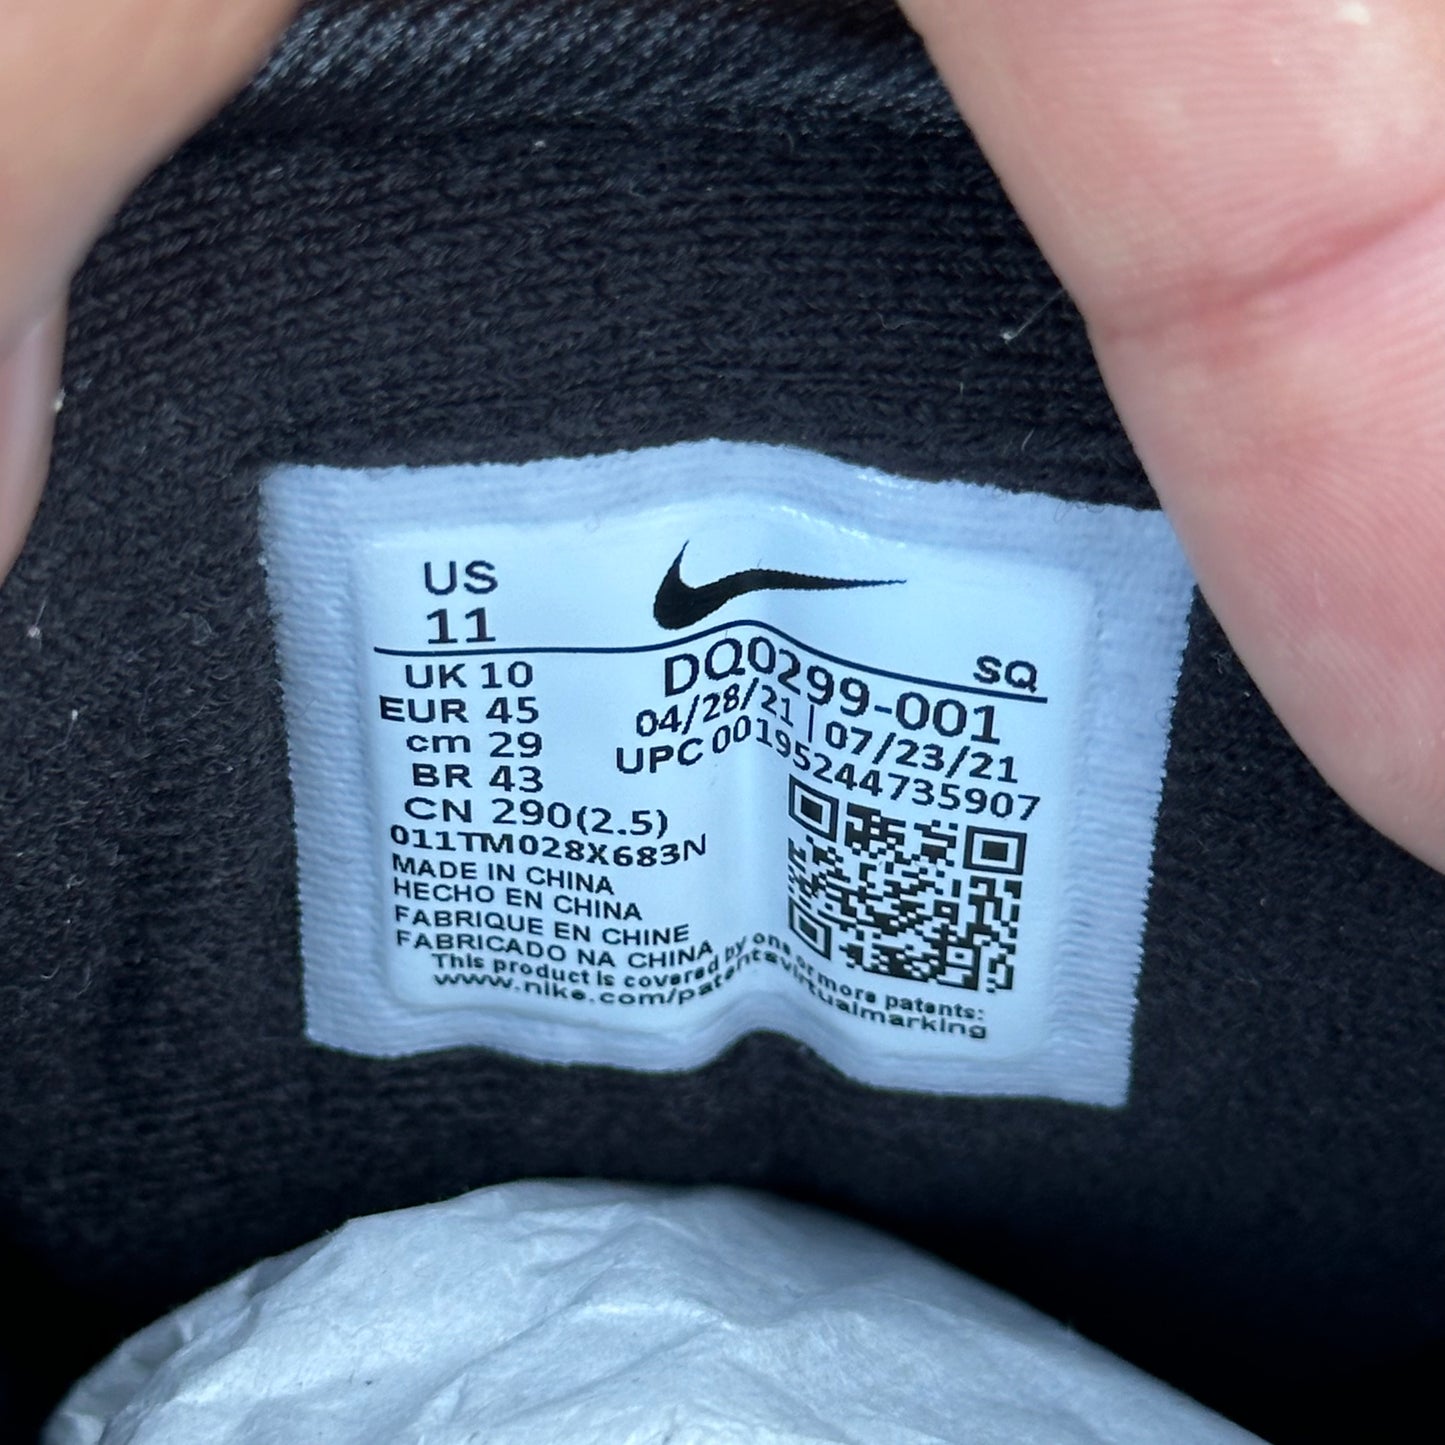 US
11
SQ
UK 10
EUR 45
cm 29
BR 43
CN 290(2.5)
DQ0299-001
04/28/21 | 07/23/21
UPC 00195244735907
011TM028X683N
MADE IN CHINA
HECHO EN CHINA
FABRIQUE EN CHINE
FABRICADO NA CHINA
This product is covered by one or more patents:
www.nike.com/patentsvirtualmarking